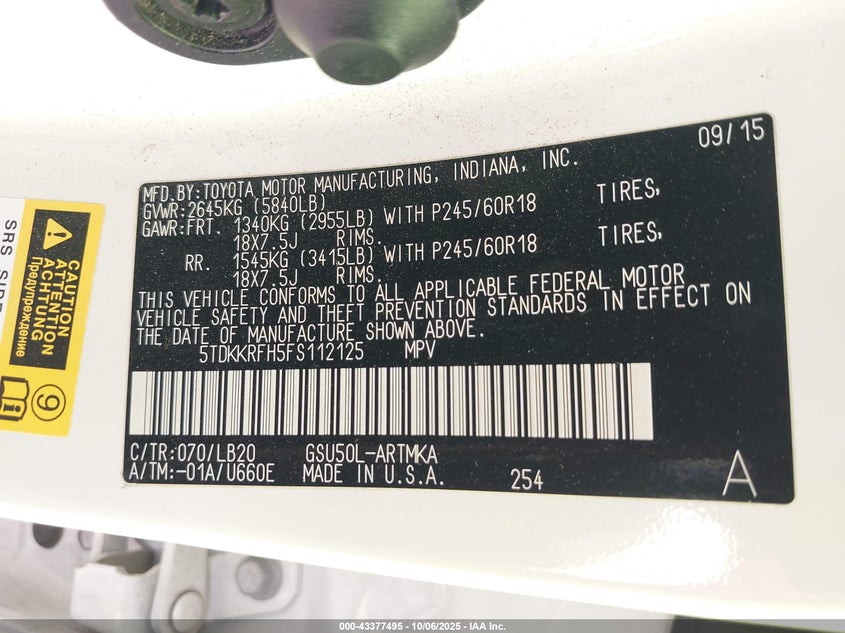 09/15
MFD.BY:TOYOTA MOTOR MANUFACTURING, INDIANA, INC.
GVWR:2645KG (5840LB)
GAWR:FRT. 1340KG (2955LB) WITH P245/60R18 TIRES,
18X7.5J RIMS.
RR. 1545KG (3415LB) WITH P245/60R18 TIRES,
18X7.5J RIMS.
THIS VEHICLE CONFORMS TO ALL APPLICABLE FEDERAL MOTOR
VEHICLE SAFETY AND THEFT PREVENTION STANDARDS IN EFFECT ON
THE DATE OF MANUFACTURE SHOWN ABOVE.
5TDKKRFH5FS112125 MPV
C/TR:070/LB20 GSU50L-ARTMKA
A/TM:-01A/U660E MADE IN U.S.A. 254 A
CAUTION
ATTENTION
ACHTUNG
Предупреждение
SRS SIDE
9
000-43377495 - 10/06/2025 - IAA Inc.